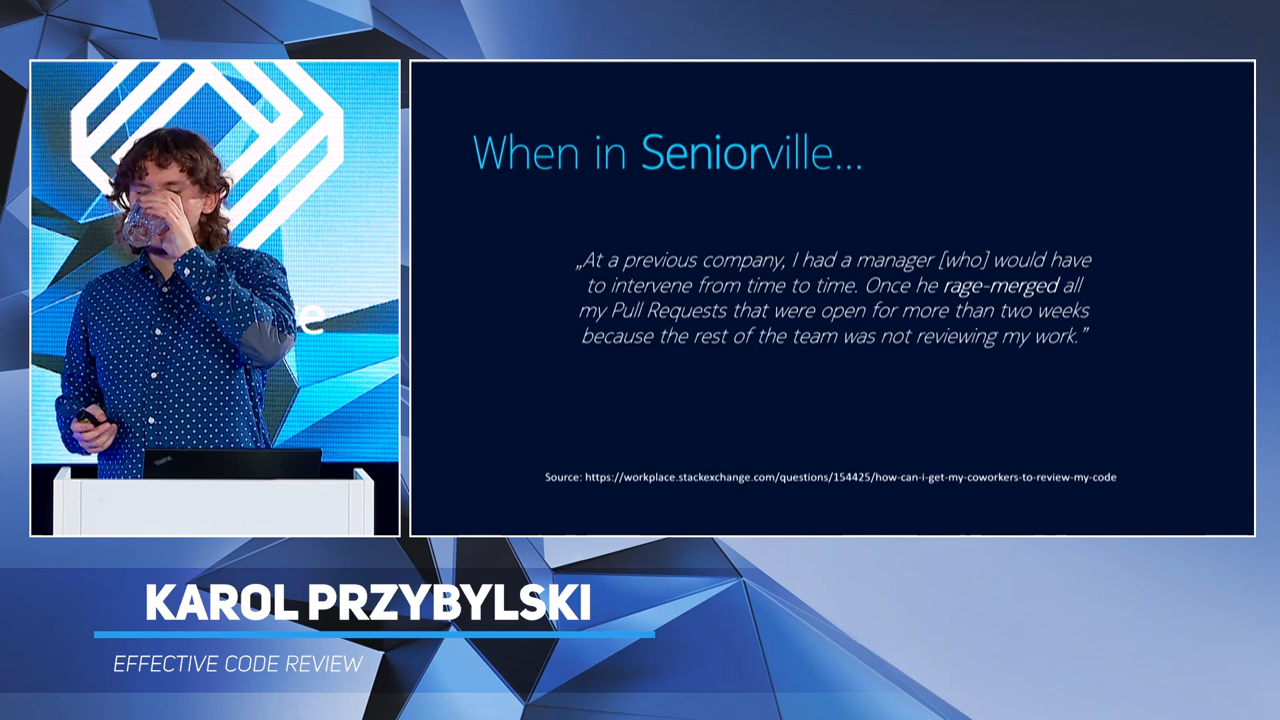 When in Seniorville...
„At a previous company, I had a manager [who] would have
to intervene from time to time. Once he rage-merged all
my Pull Requests that were open for more than two weeks
because the rest of the team was not reviewing my work.”
Source: https://workplace.stackexchange.com/questions/154425/how-can-i-get-my-coworkers-to-review-my-code
e
KAROL PRZYBYLSKI
EFFECTIVE CODE REVIEW